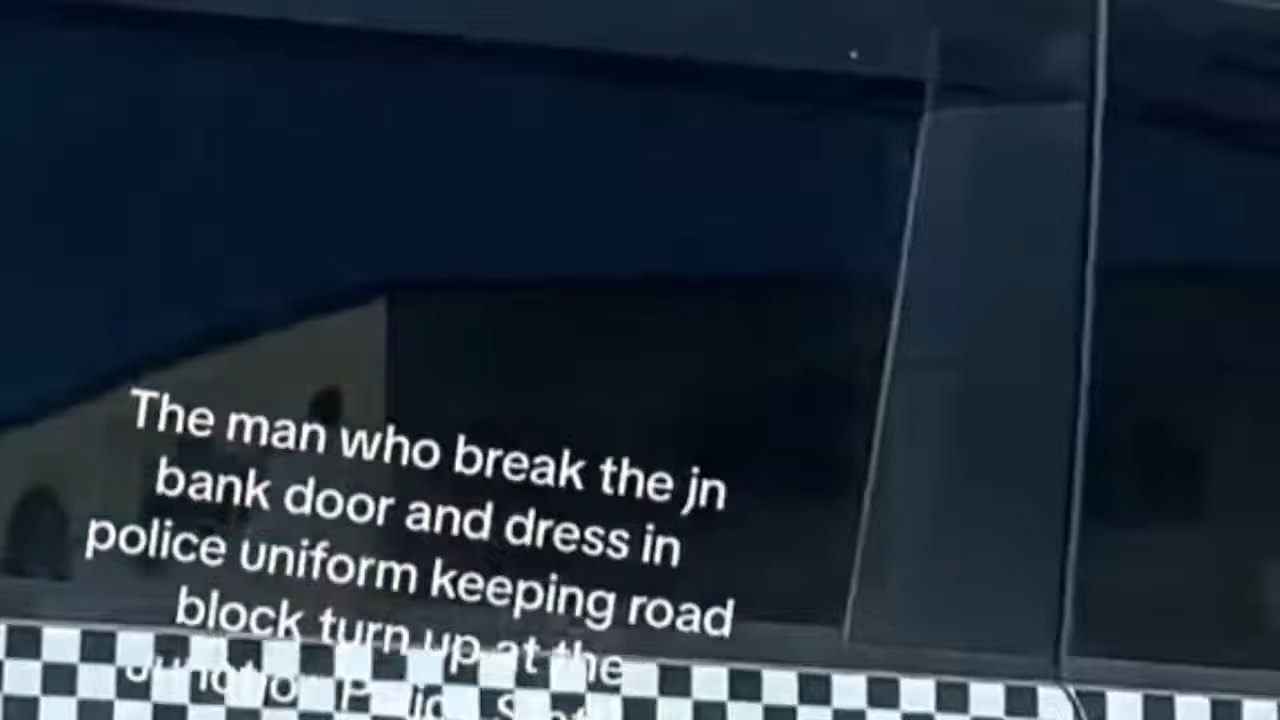 The man who break the jn
bank door and dress in
police uniform keeping road
block turn up at the